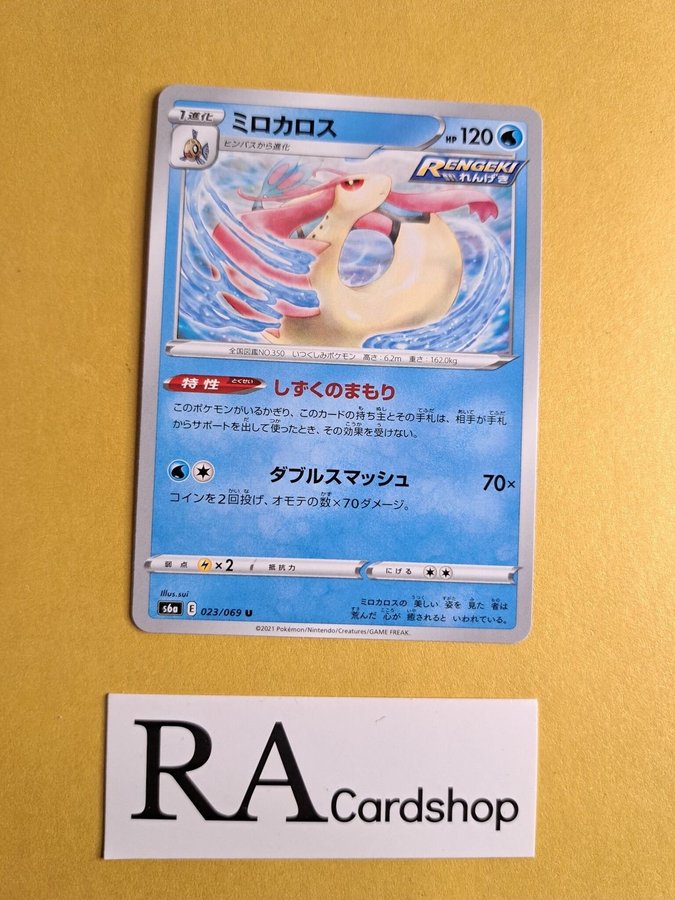 1進化
ミロカロス
HP 120
ヒンバスから進化
RENGEKI
れんげき
全国図鑑NO.350 いつくしみポケモン 高さ:6.2m 重さ:162.0kg
特性 とくせい しずくのまもり
このポケモンがいるかぎり、このカードの持ち主とその手札は、相手が手札
からサポートを出して使ったとき、その効果を受けない。
ダブルスマッシュ 70×
コインを2回投げ、オモテの数×70ダメージ。
弱点 ×2 抵抗力 にげる
Illus.sui
s6a E 023/069 U
ミロカロスの 美しい 姿を 見た 者は
荒んだ 心が 癒されると いわれている。
©2021 Pokémon/Nintendo/Creatures/GAME FREAK.
RA Cardshop